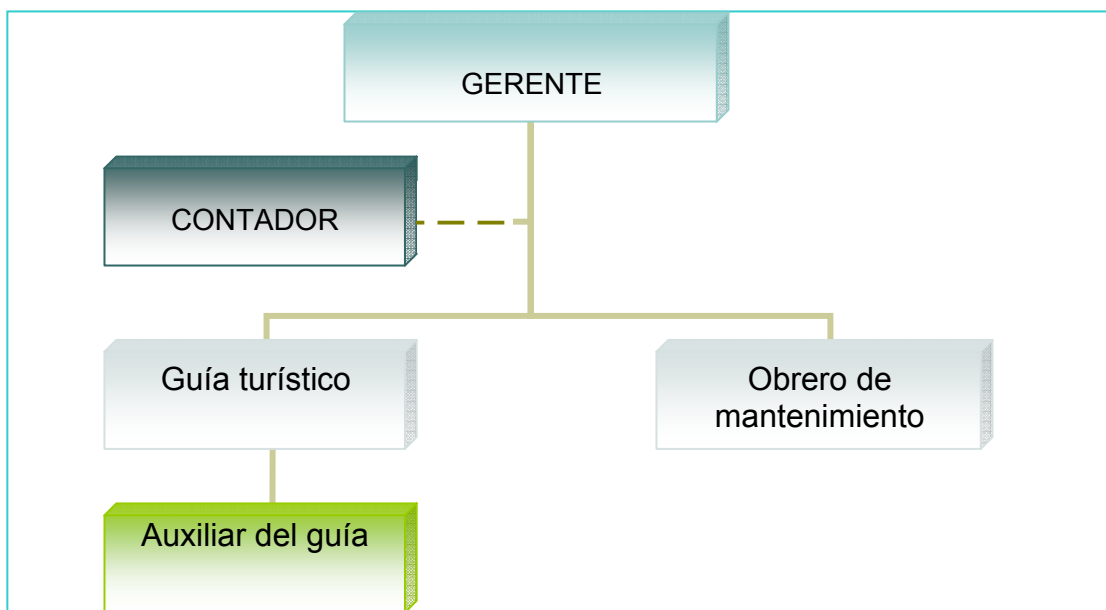 GERENTE
CONTADOR
Guía turístico
Obrero de
mantenimiento
Auxiliar del guía